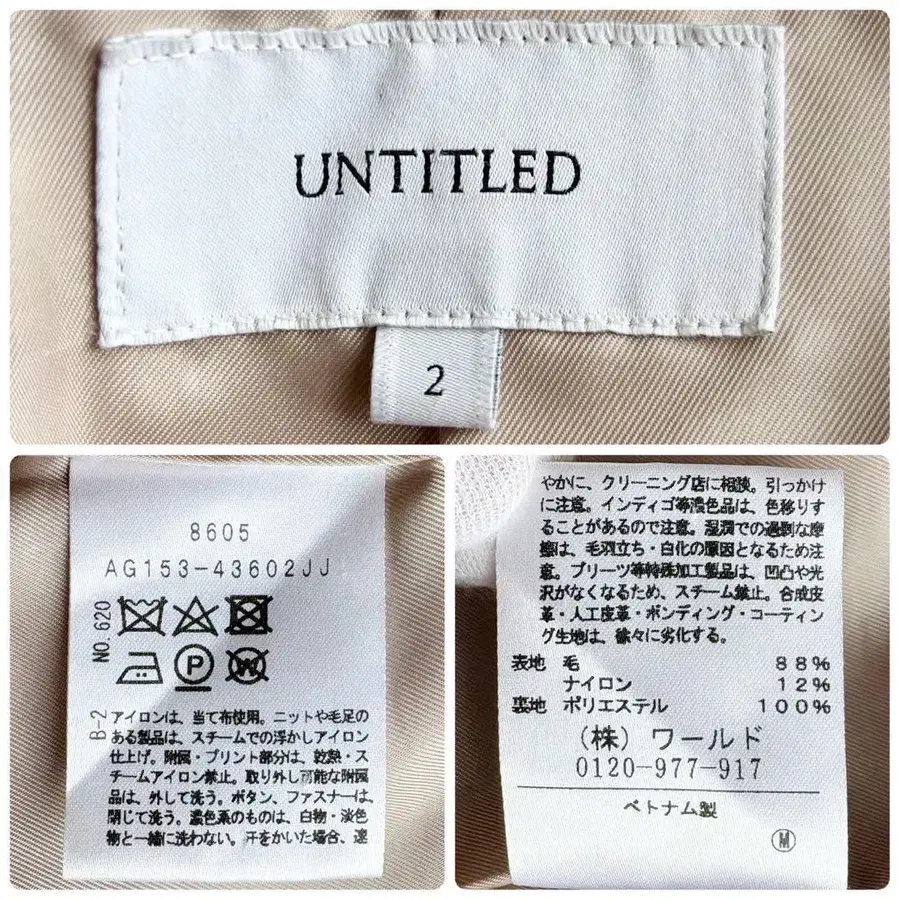 UNTITLED
2
8605
AG153-43602JJ
NO.620
B-2
アイロンは、当て布使用。ニットや毛足の
ある製品は、スチームでの浮かしアイロン
仕上げ。附属・プリント部分は、乾熱・ス
チームアイロン禁止。取り外し可能な附属
品は、外して洗う。ボタン、ファスナーは、
閉じて洗う。濃色系のものは、白物・淡色
物と一緒に洗わない。汗をかいた場合、速
やかに、クリーニング店に相談。引っかけ
に注意。インディゴ等濃色品は、色移りす
ることがあるので注意。湿潤での過剰な摩
擦は、毛羽立ち・白化の原因となるため注
意。プリーツ等特殊加工製品は、凹凸や光
沢がなくなるため、スチーム禁止。合成皮
革・人工皮革・ボンディング・コーティン
グ生地は、徐々に劣化する。
表地 毛 88%
ナイロン 12%
裏地 ポリエステル 100%
(株) ワールド
0120-977-917
ベトナム製
M